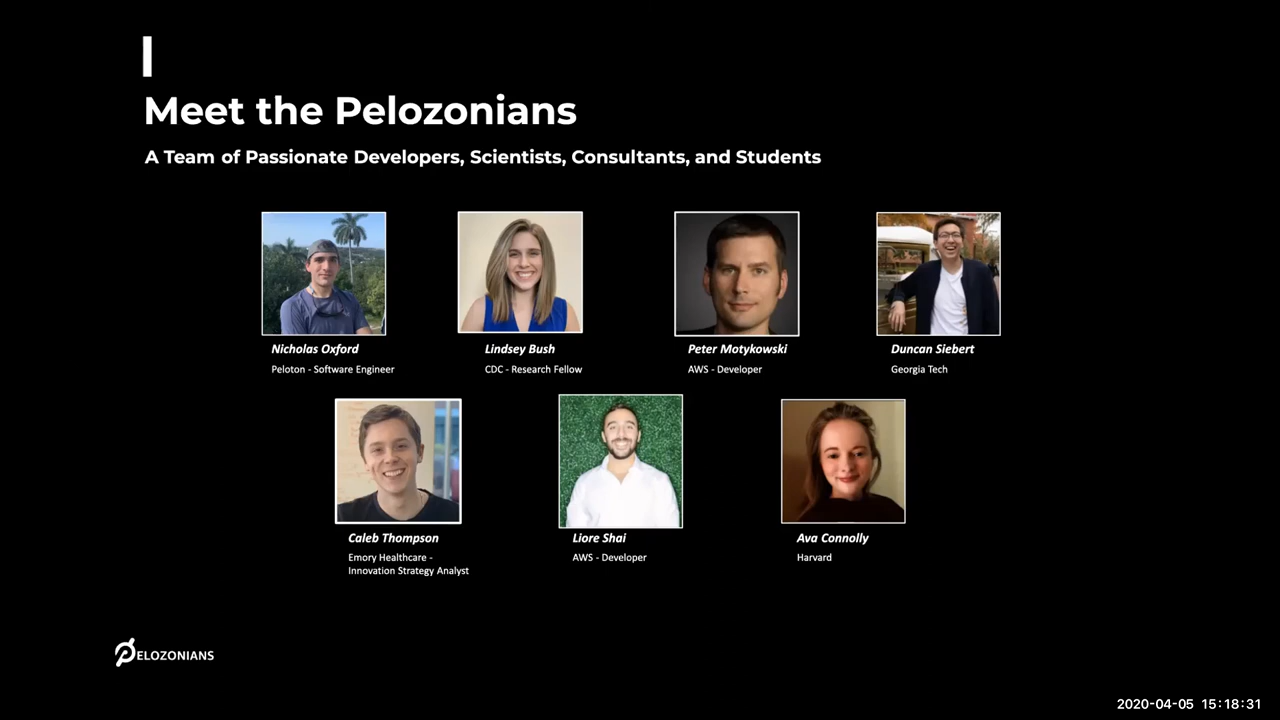 Meet the Pelozonians
A Team of Passionate Developers, Scientists, Consultants, and Students
Nicholas Oxford
Peloton - Software Engineer
Lindsey Bush
CDC - Research Fellow
Peter Motykowski
AWS - Developer
Duncan Siebert
Georgia Tech
Caleb Thompson
Emory Healthcare -
Innovation Strategy Analyst
Liore Shai
AWS - Developer
Ava Connolly
Harvard
PELOZONIANS
2020-04-05 15:18:31